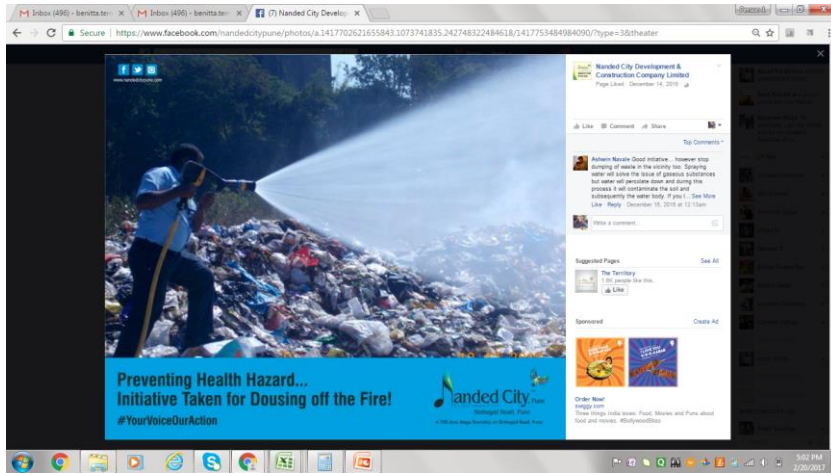 Inbox (496) - benitta.ter
Inbox (496) - benitta.ter
(7) Nanded City Develop
Secure
https://www.facebook.com/nandedcitypune/photos/a.1417702621655843.1073741835.242748322484618/1417753484984090/?type=3&theater
www.nandedcitypune.com
Preventing Health Hazard...
Initiative Taken for Dousing off the Fire!
#YourVoiceOurAction
anded City, Pune
Sinhagad Road, Pune
Nanded City Development &
Construction Company Limited
Page Liked · December 14, 2016
Like Comment Share
Top Comments
Ashwin Navale Good initiative... however stop
dumping of waste in the vicinity too. Spraying
water will solve the issue of gaseous substances
but water will percolate down and during this
process it will contaminate the soil and
subsequently the water body. If you (... See More
Like · Reply · December 15, 2016 at 12:13am
Write a comment...
Suggested Pages See All
The Territory
people like this.
Like
Sponsored Create Ad
Order Now!
swiggy.com
Three things India loves: Food, Movies and Puns about
food and movies. #BollywoodBites
5:02 PM
2/20/2017